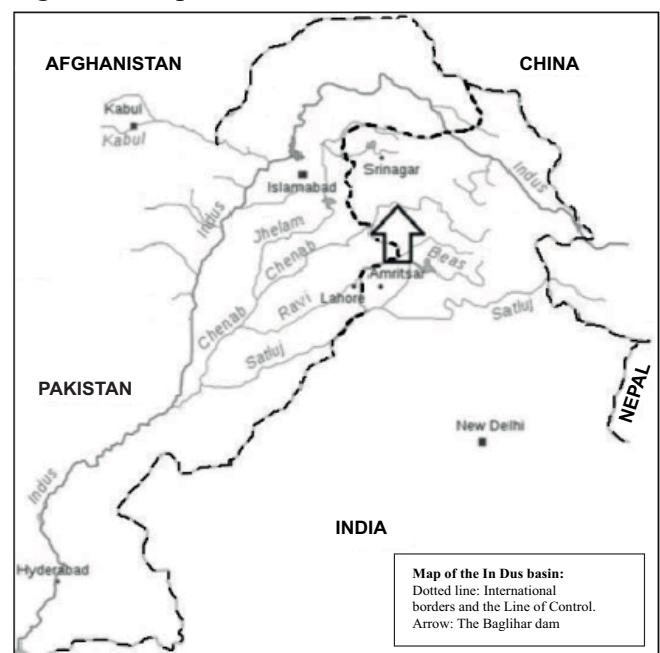 AFGHANISTAN
CHINA
Kabul
Kabul
Srinagar
Indus
Islamabad
Indus
Jhelam
Chenab
Beas
Amritsar
Lahore
Ravi
Chenab
Satluj
Satluj
PAKISTAN
NEPAL
New Delhi
Indus
INDIA
Hyderabad
Map of the In Dus basin:
Dotted line: International
borders and the Line of Control.
Arrow: The Baglihar dam